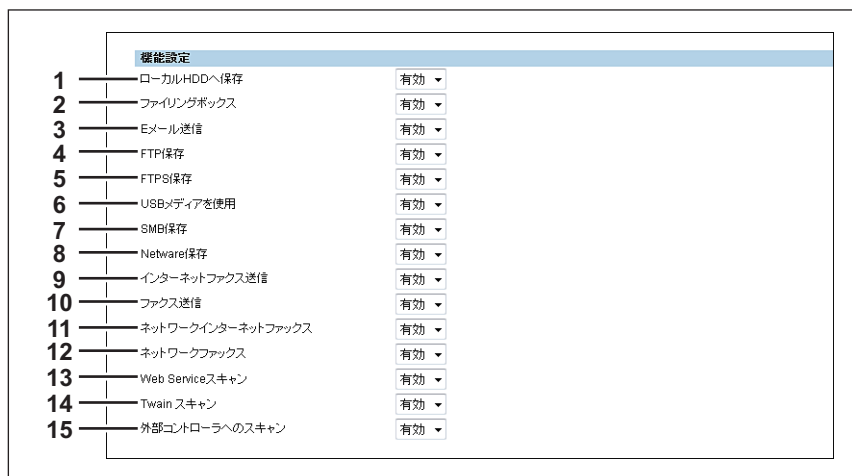 機能設定
1 ローカルHDDへ保存 有効
2 ファイリングボックス 有効
3 Eメール送信 有効
4 FTP保存 有効
5 FTPS保存 有効
6 USBメディアを使用 有効
7 SMB保存 有効
8 Netware保存 有効
9 インターネットファクス送信 有効
10 ファクス送信 有効
11 ネットワークインターネットファックス 有効
12 ネットワークファックス 有効
13 Web Serviceスキャン 有効
14 Twain スキャン 有効
15 外部コントローラへのスキャン 有効